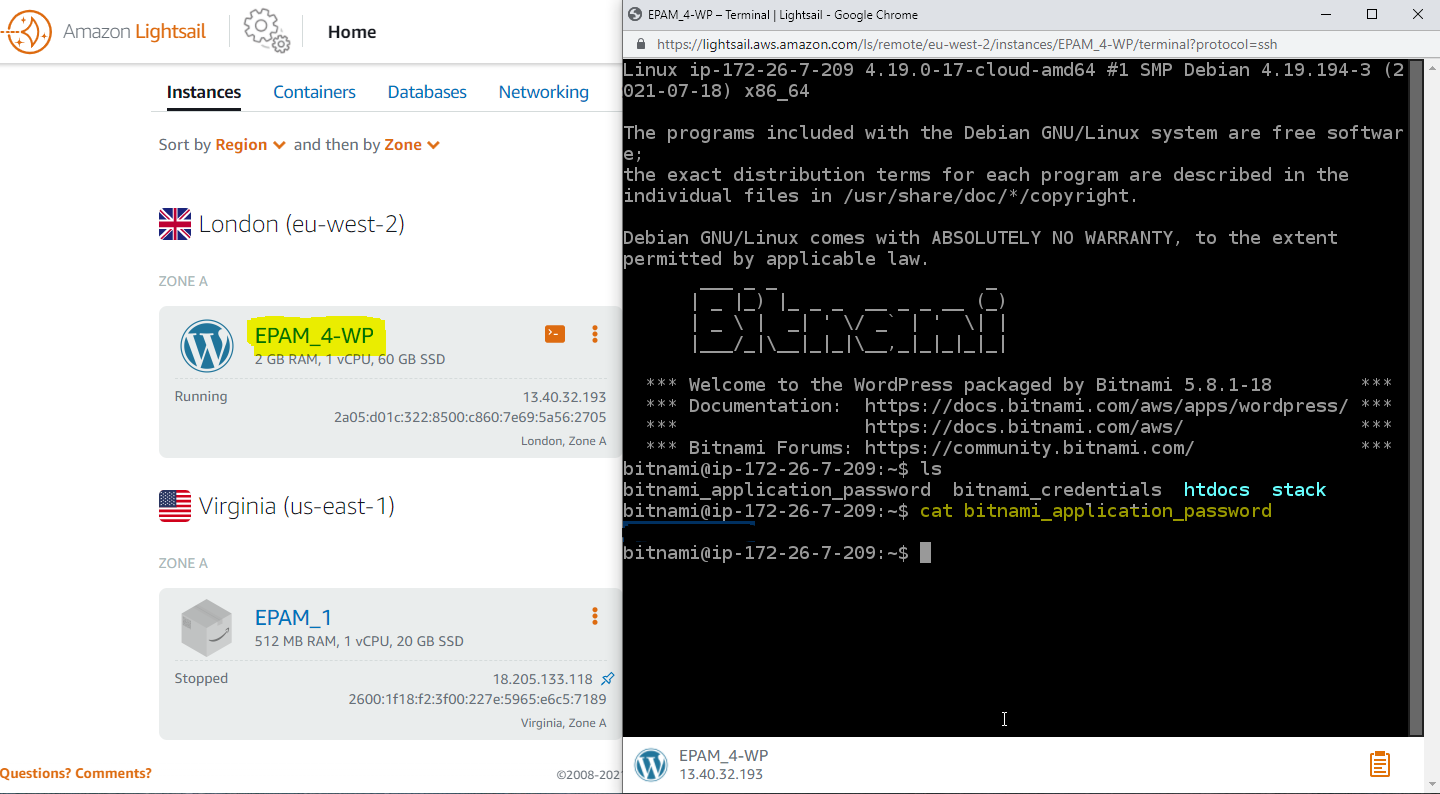 Amazon Lightsail
Home
Instances Containers Databases Networking
Sort by Region and then by Zone
London (eu-west-2)
ZONE A
EPAM_4-WP
2 GB RAM, 1 vCPU, 60 GB SSD
Running 13.40.32.193
2a05:d01c:322:8500:c860:7e69:5a56:2705
London, Zone A
Virginia (us-east-1)
ZONE A
EPAM_1
512 MB RAM, 1 vCPU, 20 GB SSD
Stopped 18.205.133.118
2600:1f18:f2:3f00:227e:5965:e6c5:7189
Virginia, Zone A
Questions? Comments? ©2008-2021
EPAM_4-WP – Terminal | Lightsail - Google Chrome
https://lightsail.aws.amazon.com/ls/remote/eu-west-2/instances/EPAM_4-WP/terminal?protocol=ssh
Linux ip-172-26-7-209 4.19.0-17-cloud-amd64 #1 SMP Debian 4.19.194-3 (2
021-07-18) x86_64
The programs included with the Debian GNU/Linux system are free softwar
e;
the exact distribution terms for each program are described in the
individual files in /usr/share/doc/*/copyright.
Debian GNU/Linux comes with ABSOLUTELY NO WARRANTY, to the extent
permitted by applicable law.
Bitnami
*** Welcome to the WordPress packaged by Bitnami 5.8.1-18 ***
*** Documentation: https://docs.bitnami.com/aws/apps/wordpress/ ***
*** https://docs.bitnami.com/aws/ ***
*** Bitnami Forums: https://community.bitnami.com/ ***
bitnami@ip-172-26-7-209:~$ ls
bitnami_application_password bitnami_credentials htdocs stack
bitnami@ip-172-26-7-209:~$ cat bitnami_application_password
bitnami@ip-172-26-7-209:~$
EPAM_4-WP
13.40.32.193